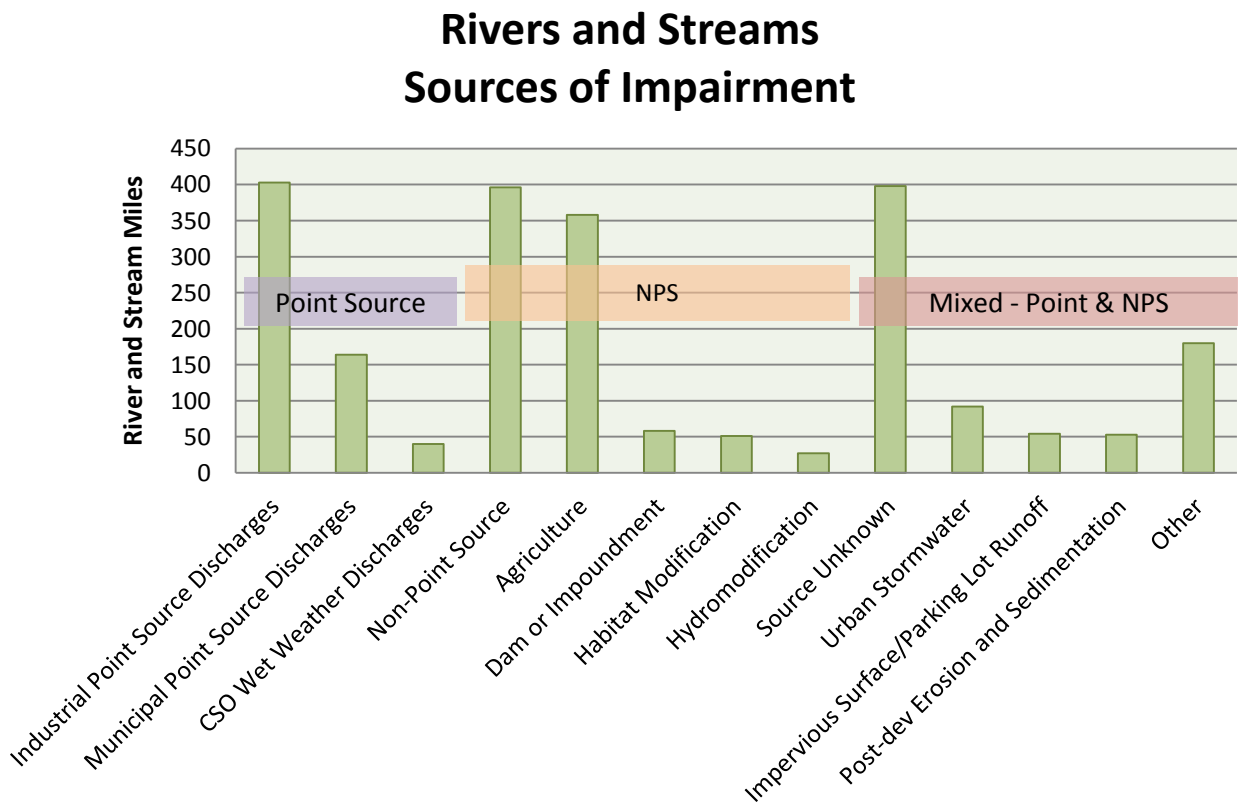 Rivers and Streams
Sources of Impairment
River and Stream Miles
450
400
350
300
250
200
150
100
50
0
Point Source
NPS
Mixed - Point & NPS
Industrial Point Source Discharges
Municipal Point Source Discharges
CSO Wet Weather Discharges
Non-Point Source
Agriculture
Dam or Impoundment
Habitat Modification
Hydromodification
Source Unknown
Urban Stormwater
Impervious Surface/Parking Lot Runoff
Post-dev Erosion and Sedimentation
Other